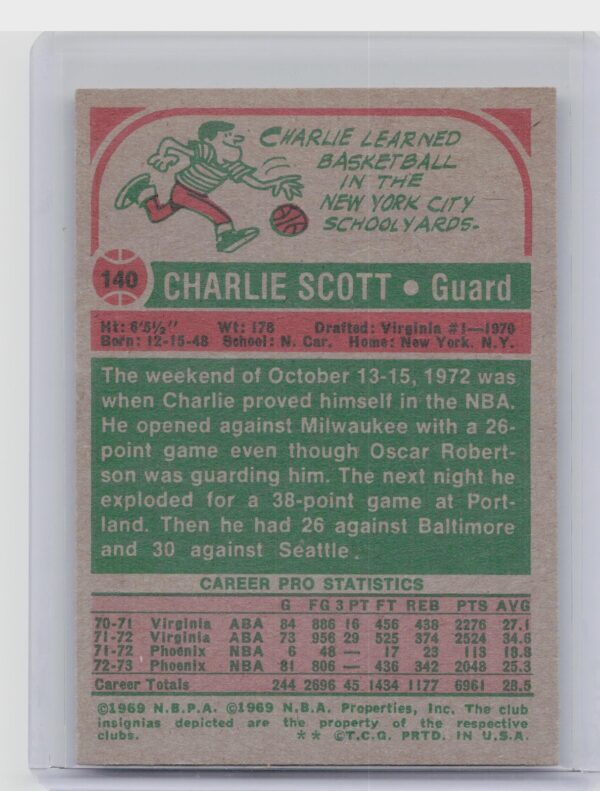 CHARLIE LEARNED
BASKETBALL
IN THE
NEW YORK CITY
SCHOOLYARDS.
140
CHARLIE SCOTT • Guard
Ht: 6'5½" Wt: 178 Drafted: Virginia #1—1970
Born: 12-15-48 School: N. Car. Home: New York, N.Y.
The weekend of October 13-15, 1972 was
when Charlie proved himself in the NBA.
He opened against Milwaukee with a 26-
point game even though Oscar Robert-
son was guarding him. The next night he
exploded for a 38-point game at Port-
land. Then he had 26 against Baltimore
and 30 against Seattle.
CAREER PRO STATISTICS
G FG 3 PT FT REB PTS AVG
70-71 Virginia ABA 84 886 16 456 438 2276 27.1
71-72 Virginia ABA 73 956 29 525 374 2524 34.6
71-72 Phoenix NBA 6 48 — 17 23 113 18.8
72-73 Phoenix NBA 81 806 — 436 342 2048 25.3
Career Totals 244 2696 45 1434 1177 6961 28.5
©1969 N.B.P.A. ©1969 N.B.A. Properties, Inc. The club
insignias depicted are the property of the respective
clubs. ** ©T.C.G. PRTD. IN U.S.A.